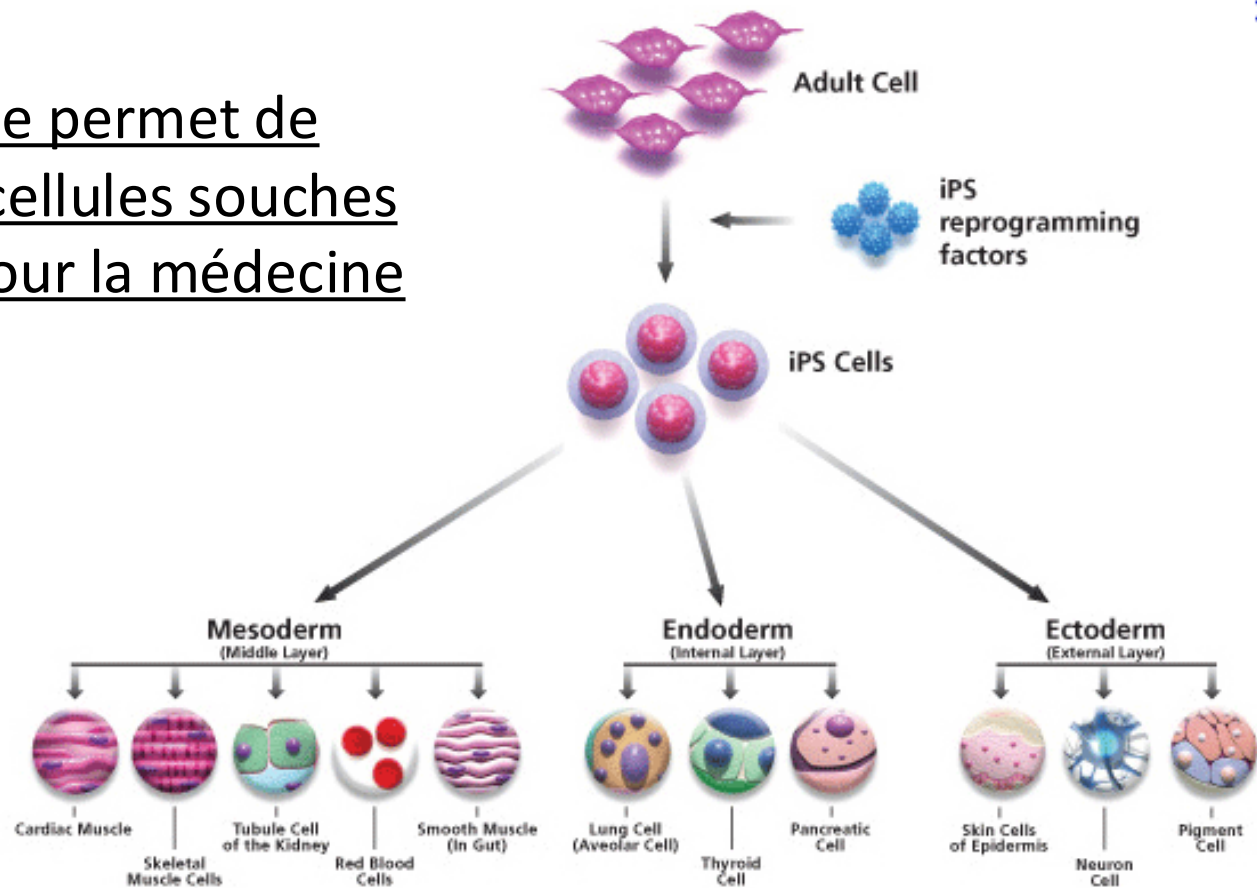 e permet de
cellules souches
our la médecine
Adult Cell
iPS
reprogramming
factors
iPS Cells
Mesoderm
(Middle Layer)
Endoderm
(Internal Layer)
Ectoderm
(External Layer)
Cardiac Muscle
Skeletal
Muscle Cells
Tubule Cell
of the Kidney
Red Blood
Cells
Smooth Muscle
(In Gut)
Lung Cell
(Aveolar Cell)
Thyroid
Cell
Pancreatic
Cell
Skin Cells
of Epidermis
Neuron
Cell
Pigment
Cell